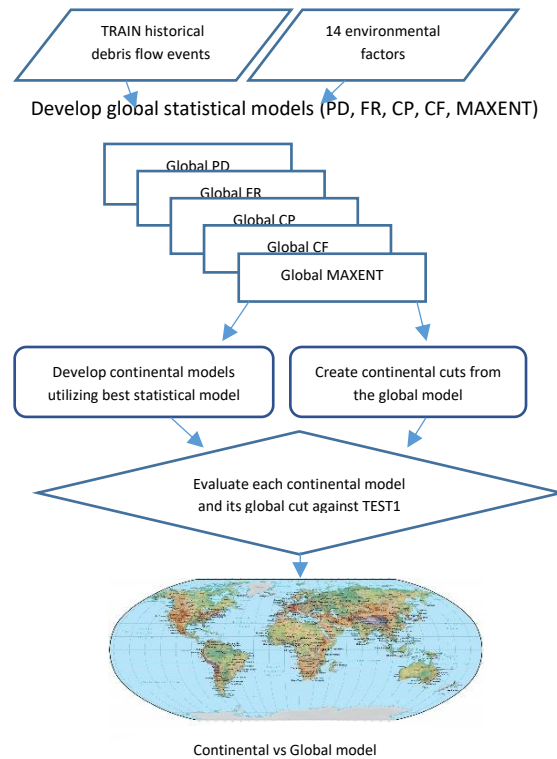 TRAIN historical
debris flow events
14 environmental
factors
Develop global statistical models (PD, FR, CP, CF, MAXENT)
Global PD
Global FR
Global CP
Global CF
Global MAXENT
Develop continental models
utilizing best statistical model
Create continental cuts from
the global model
Evaluate each continental model
and its global cut against TEST1
Continental vs Global model